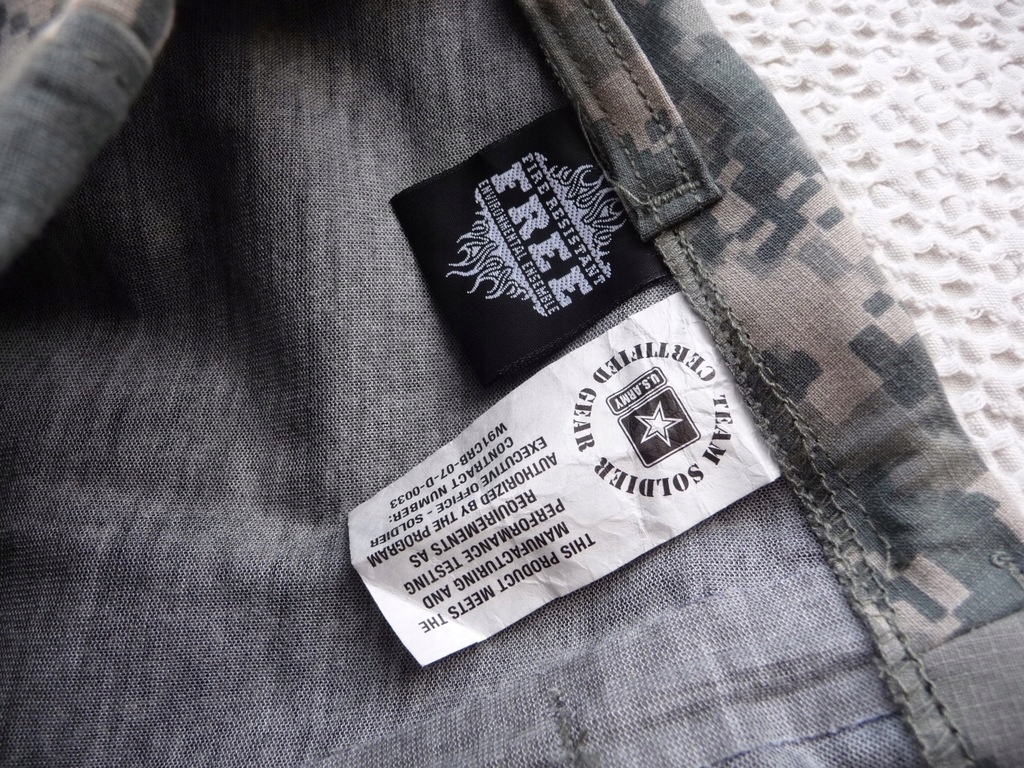 FIRE RESISTANT
FREE
ENVIRONMENTAL ENSEMBLE
TEAM SOLDIER CERTIFIED GEAR
U.S.ARMY
THIS PRODUCT MEETS THE
MANUFACTURING AND
PERFORMANCE TESTING
REQUIREMENTS AS
AUTHORIZED BY THE PROGRAM
EXECUTIVE OFFICE - SOLDIER
CONTRACT NUMBER:
W91CRB-07-D-0033